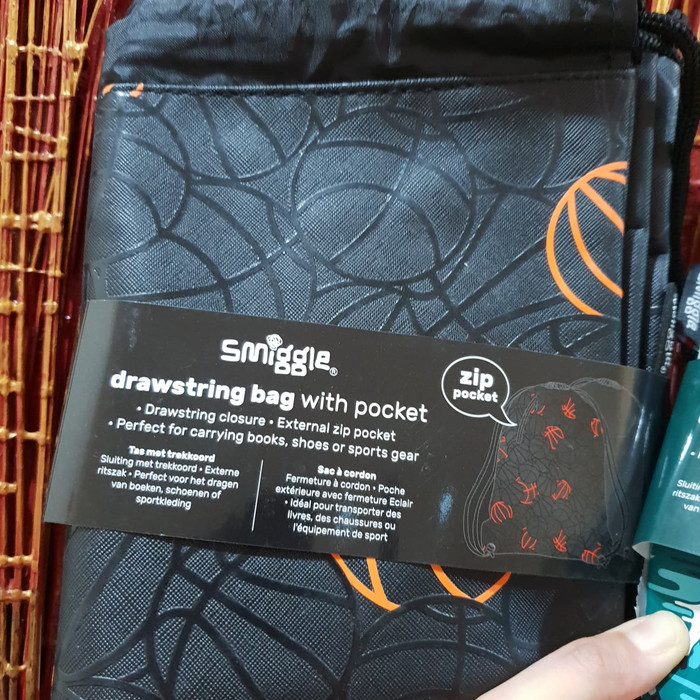 smiggle®
drawstring bag with pocket
• Drawstring closure • External zip pocket
• Perfect for carrying books, shoes or sports gear
zip
pocket
Tas met trekkoord
Sluiting met trekkoord • Externe
ritszak • Perfect voor het dragen
van boeken, schoenen of
sportkleding
Sac à cordon
Fermeture à cordon • Poche
extérieure avec fermeture Eclair
• Idéal pour transporter des
livres, des chaussures ou
l'équipement de sport
ritszak
van